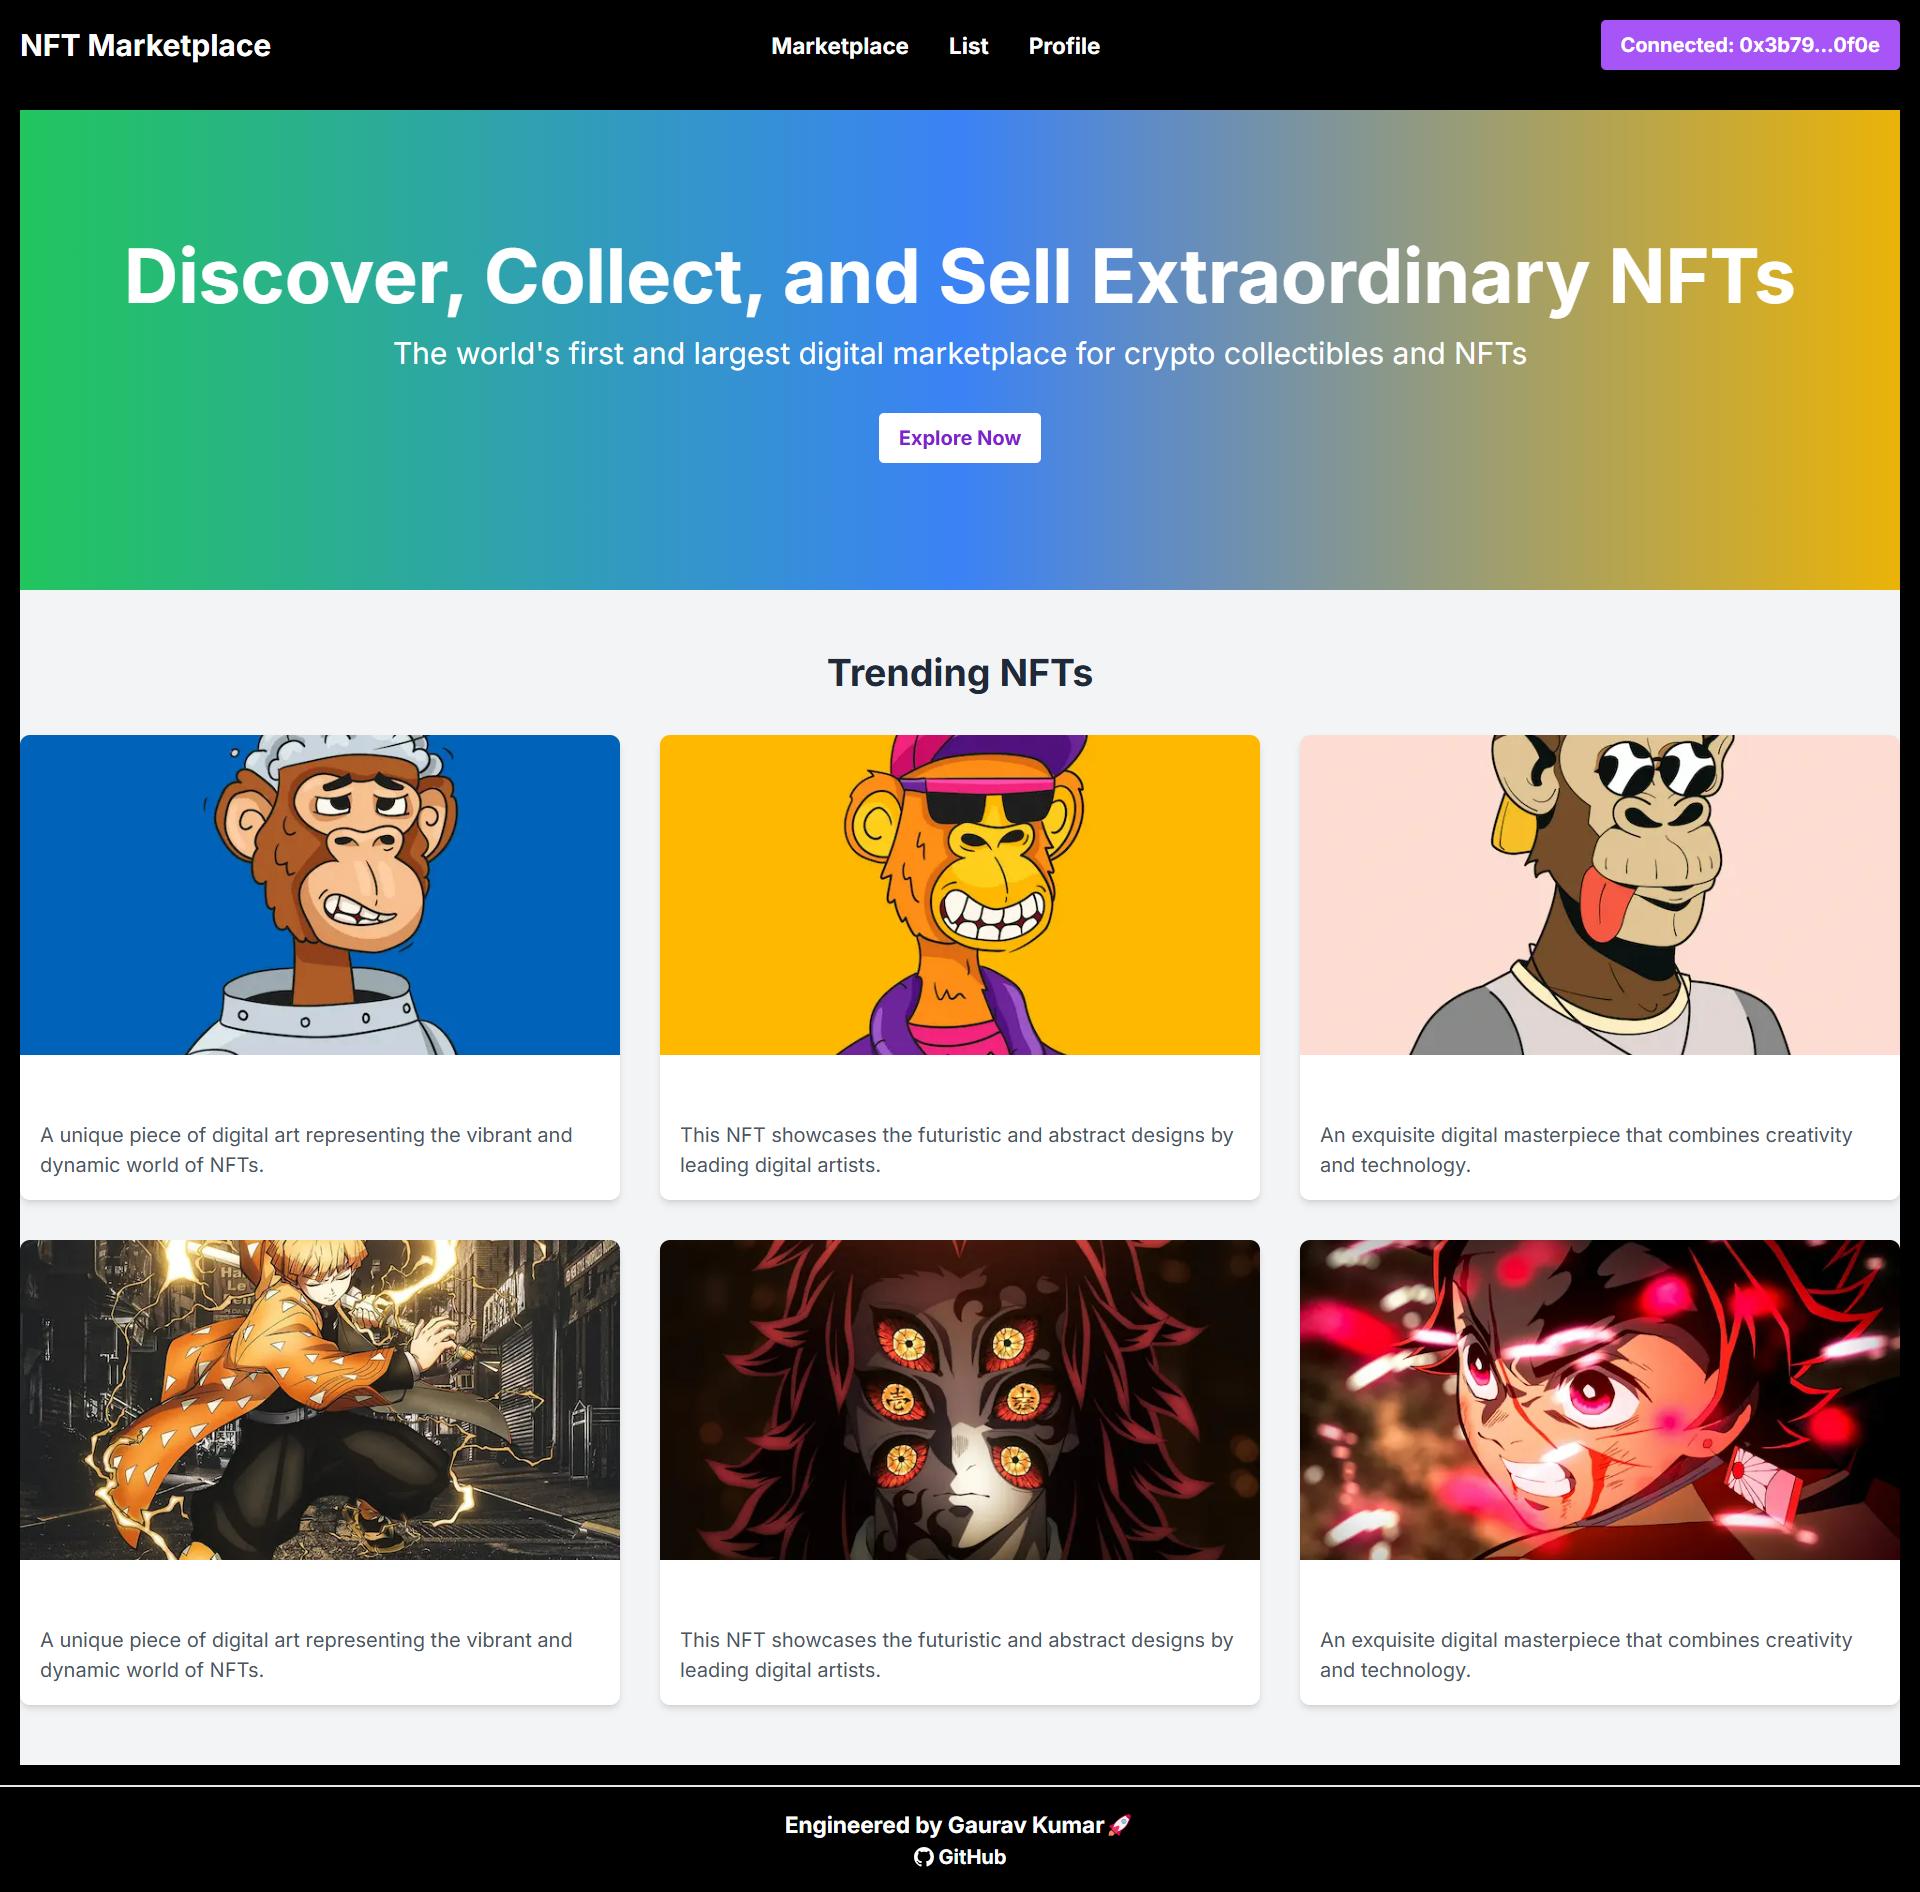 NFT Marketplace
Marketplace List Profile
Connected: 0x3b79...0f0e
Discover, Collect, and Sell Extraordinary NFTs
The world's first and largest digital marketplace for crypto collectibles and NFTs
Explore Now
Trending NFTs
A unique piece of digital art representing the vibrant and
dynamic world of NFTs.
This NFT showcases the futuristic and abstract designs by
leading digital artists.
An exquisite digital masterpiece that combines creativity
and technology.
A unique piece of digital art representing the vibrant and
dynamic world of NFTs.
This NFT showcases the futuristic and abstract designs by
leading digital artists.
An exquisite digital masterpiece that combines creativity
and technology.
Engineered by Gaurav Kumar🚀
GitHub